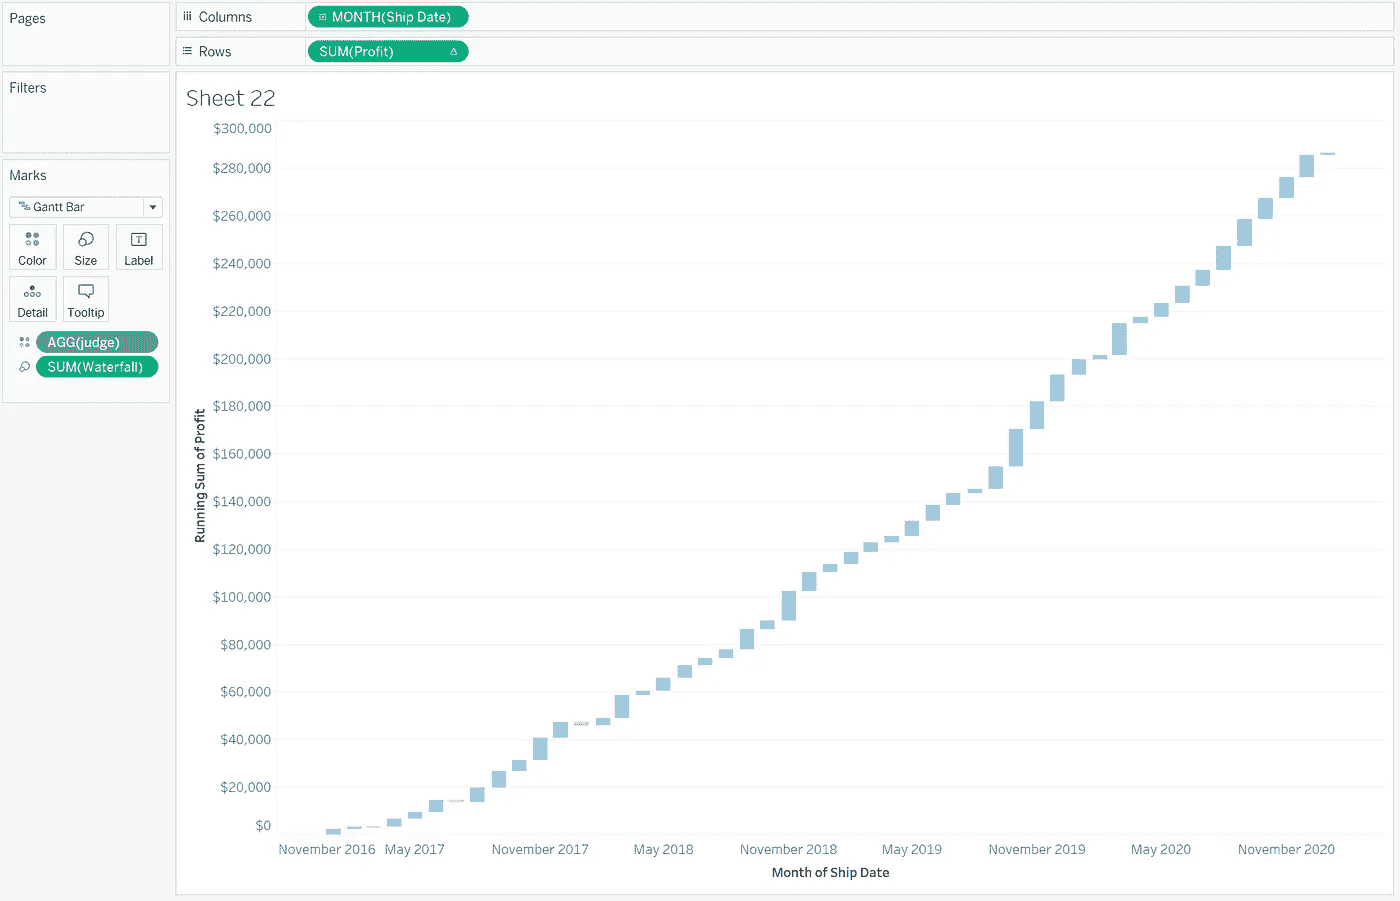 Pages
Columns
MONTH(Ship Date)
Rows
SUM(Profit)
Filters
Marks
Gantt Bar
Color
Size
Label
Detail
Tooltip
AGG(judge)
SUM(Waterfall)
Sheet 22
$300,000
$280,000
$260,000
$240,000
$220,000
$200,000
$180,000
$160,000
$140,000
$120,000
$100,000
$80,000
$60,000
$40,000
$20,000
$0
Running Sum of Profit
November 2016 May 2017 November 2017 May 2018 November 2018 May 2019 November 2019 May 2020 November 2020
Month of Ship Date